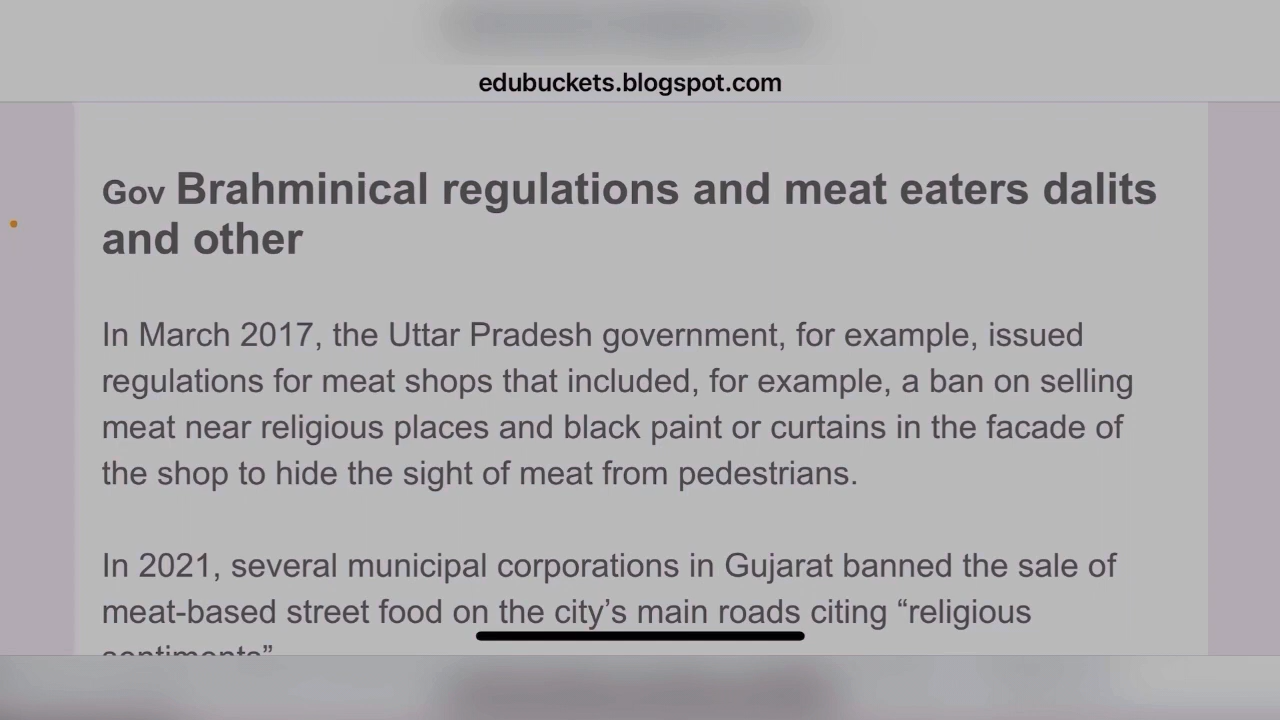 edubuckets.blogspot.com
Gov Brahminical regulations and meat eaters dalits
and other
In March 2017, the Uttar Pradesh government, for example, issued
regulations for meat shops that included, for example, a ban on selling
meat near religious places and black paint or curtains in the facade of
the shop to hide the sight of meat from pedestrians.
In 2021, several municipal corporations in Gujarat banned the sale of
meat-based street food on the city’s main roads citing “religious
sentiments”